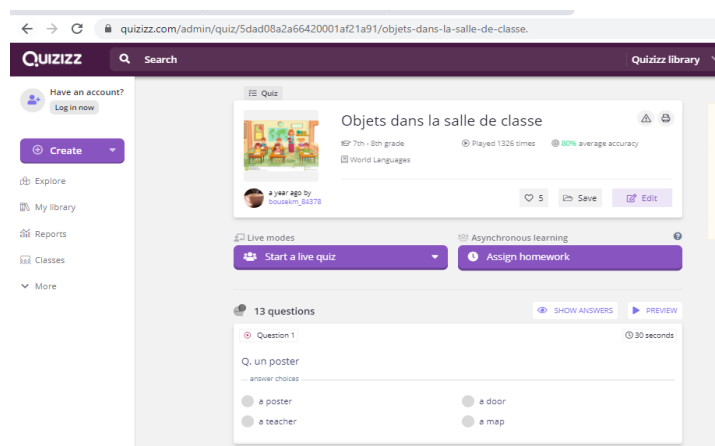 quizizz.com/admin/quiz/5dad08a2a66420001af21a91/objets-dans-la-salle-de-classe.
QUIZIZZ Search Quizizz library
Have an account?
Log in now
Create
Explore
My library
Reports
Classes
More
Quiz
Objets dans la salle de classe
7th - 8th grade Played 1326 times 80% average accuracy
World Languages
a year ago by
bousekm_84378
5 Save Edit
Live modes Asynchronous learning
Start a live quiz Assign homework
13 questions SHOW ANSWERS PREVIEW
Question 1 30 seconds
Q. un poster
answer choices
a poster a door
a teacher a map